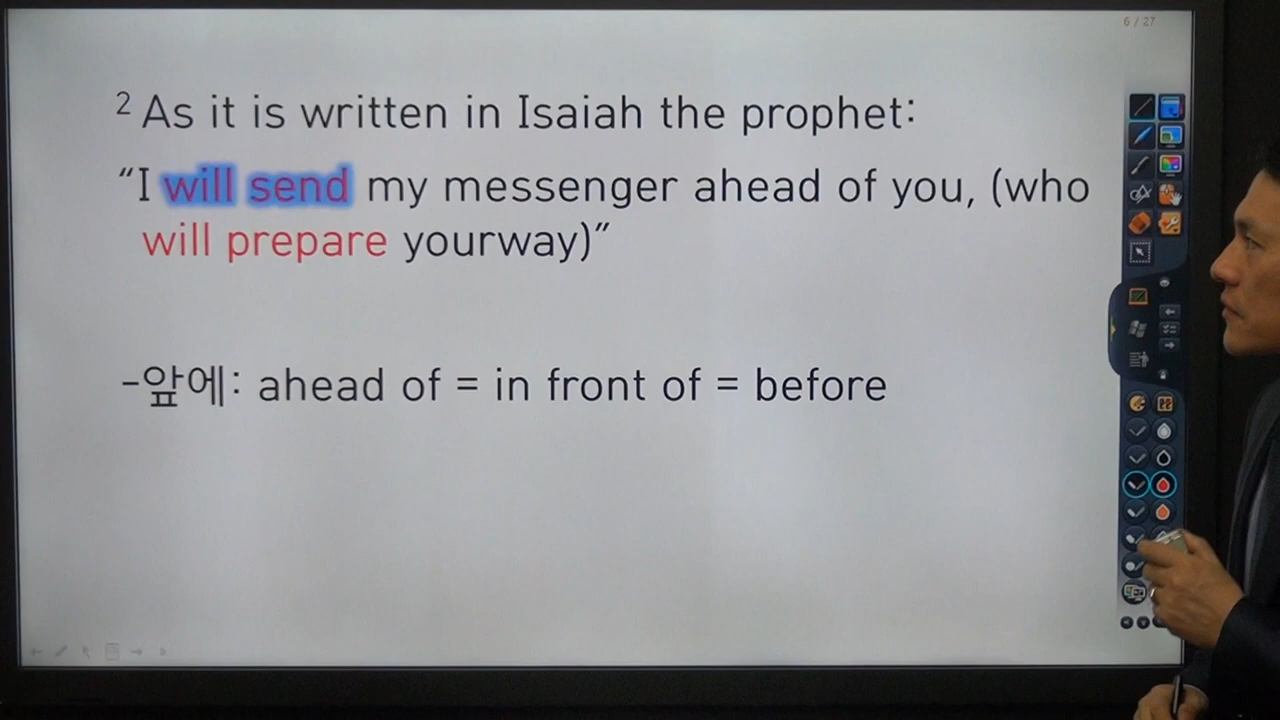 6 / 27
2 As it is written in Isaiah the prophet:
“I will send my messenger ahead of you, (who
will prepare yourway)”
-앞에: ahead of = in front of = before